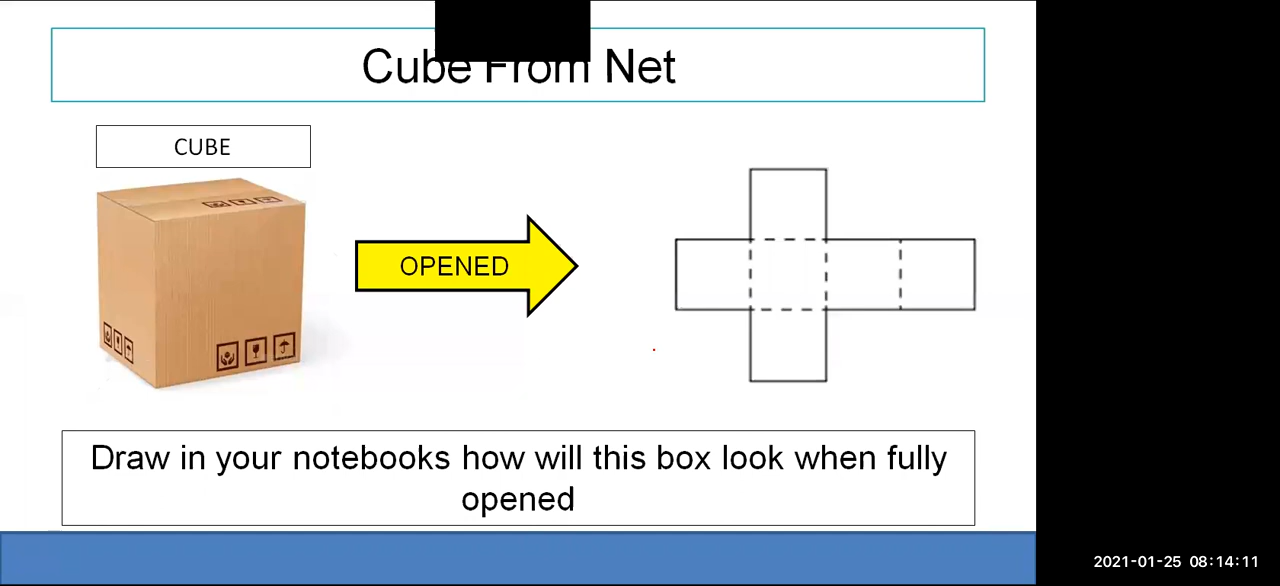 Cube From Net
CUBE
OPENED
Draw in your notebooks how will this box look when fully
opened
2021-01-25 08:14:11